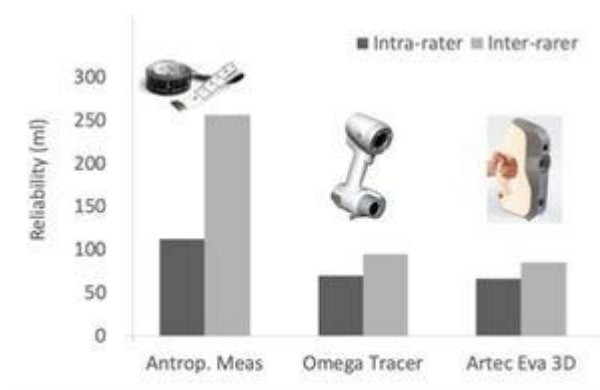 Intra-rater Inter-rarer
300
250
200
150
100
50
0
Reliability (ml)
Antrop. Meas Omega Tracer Artec Eva 3D